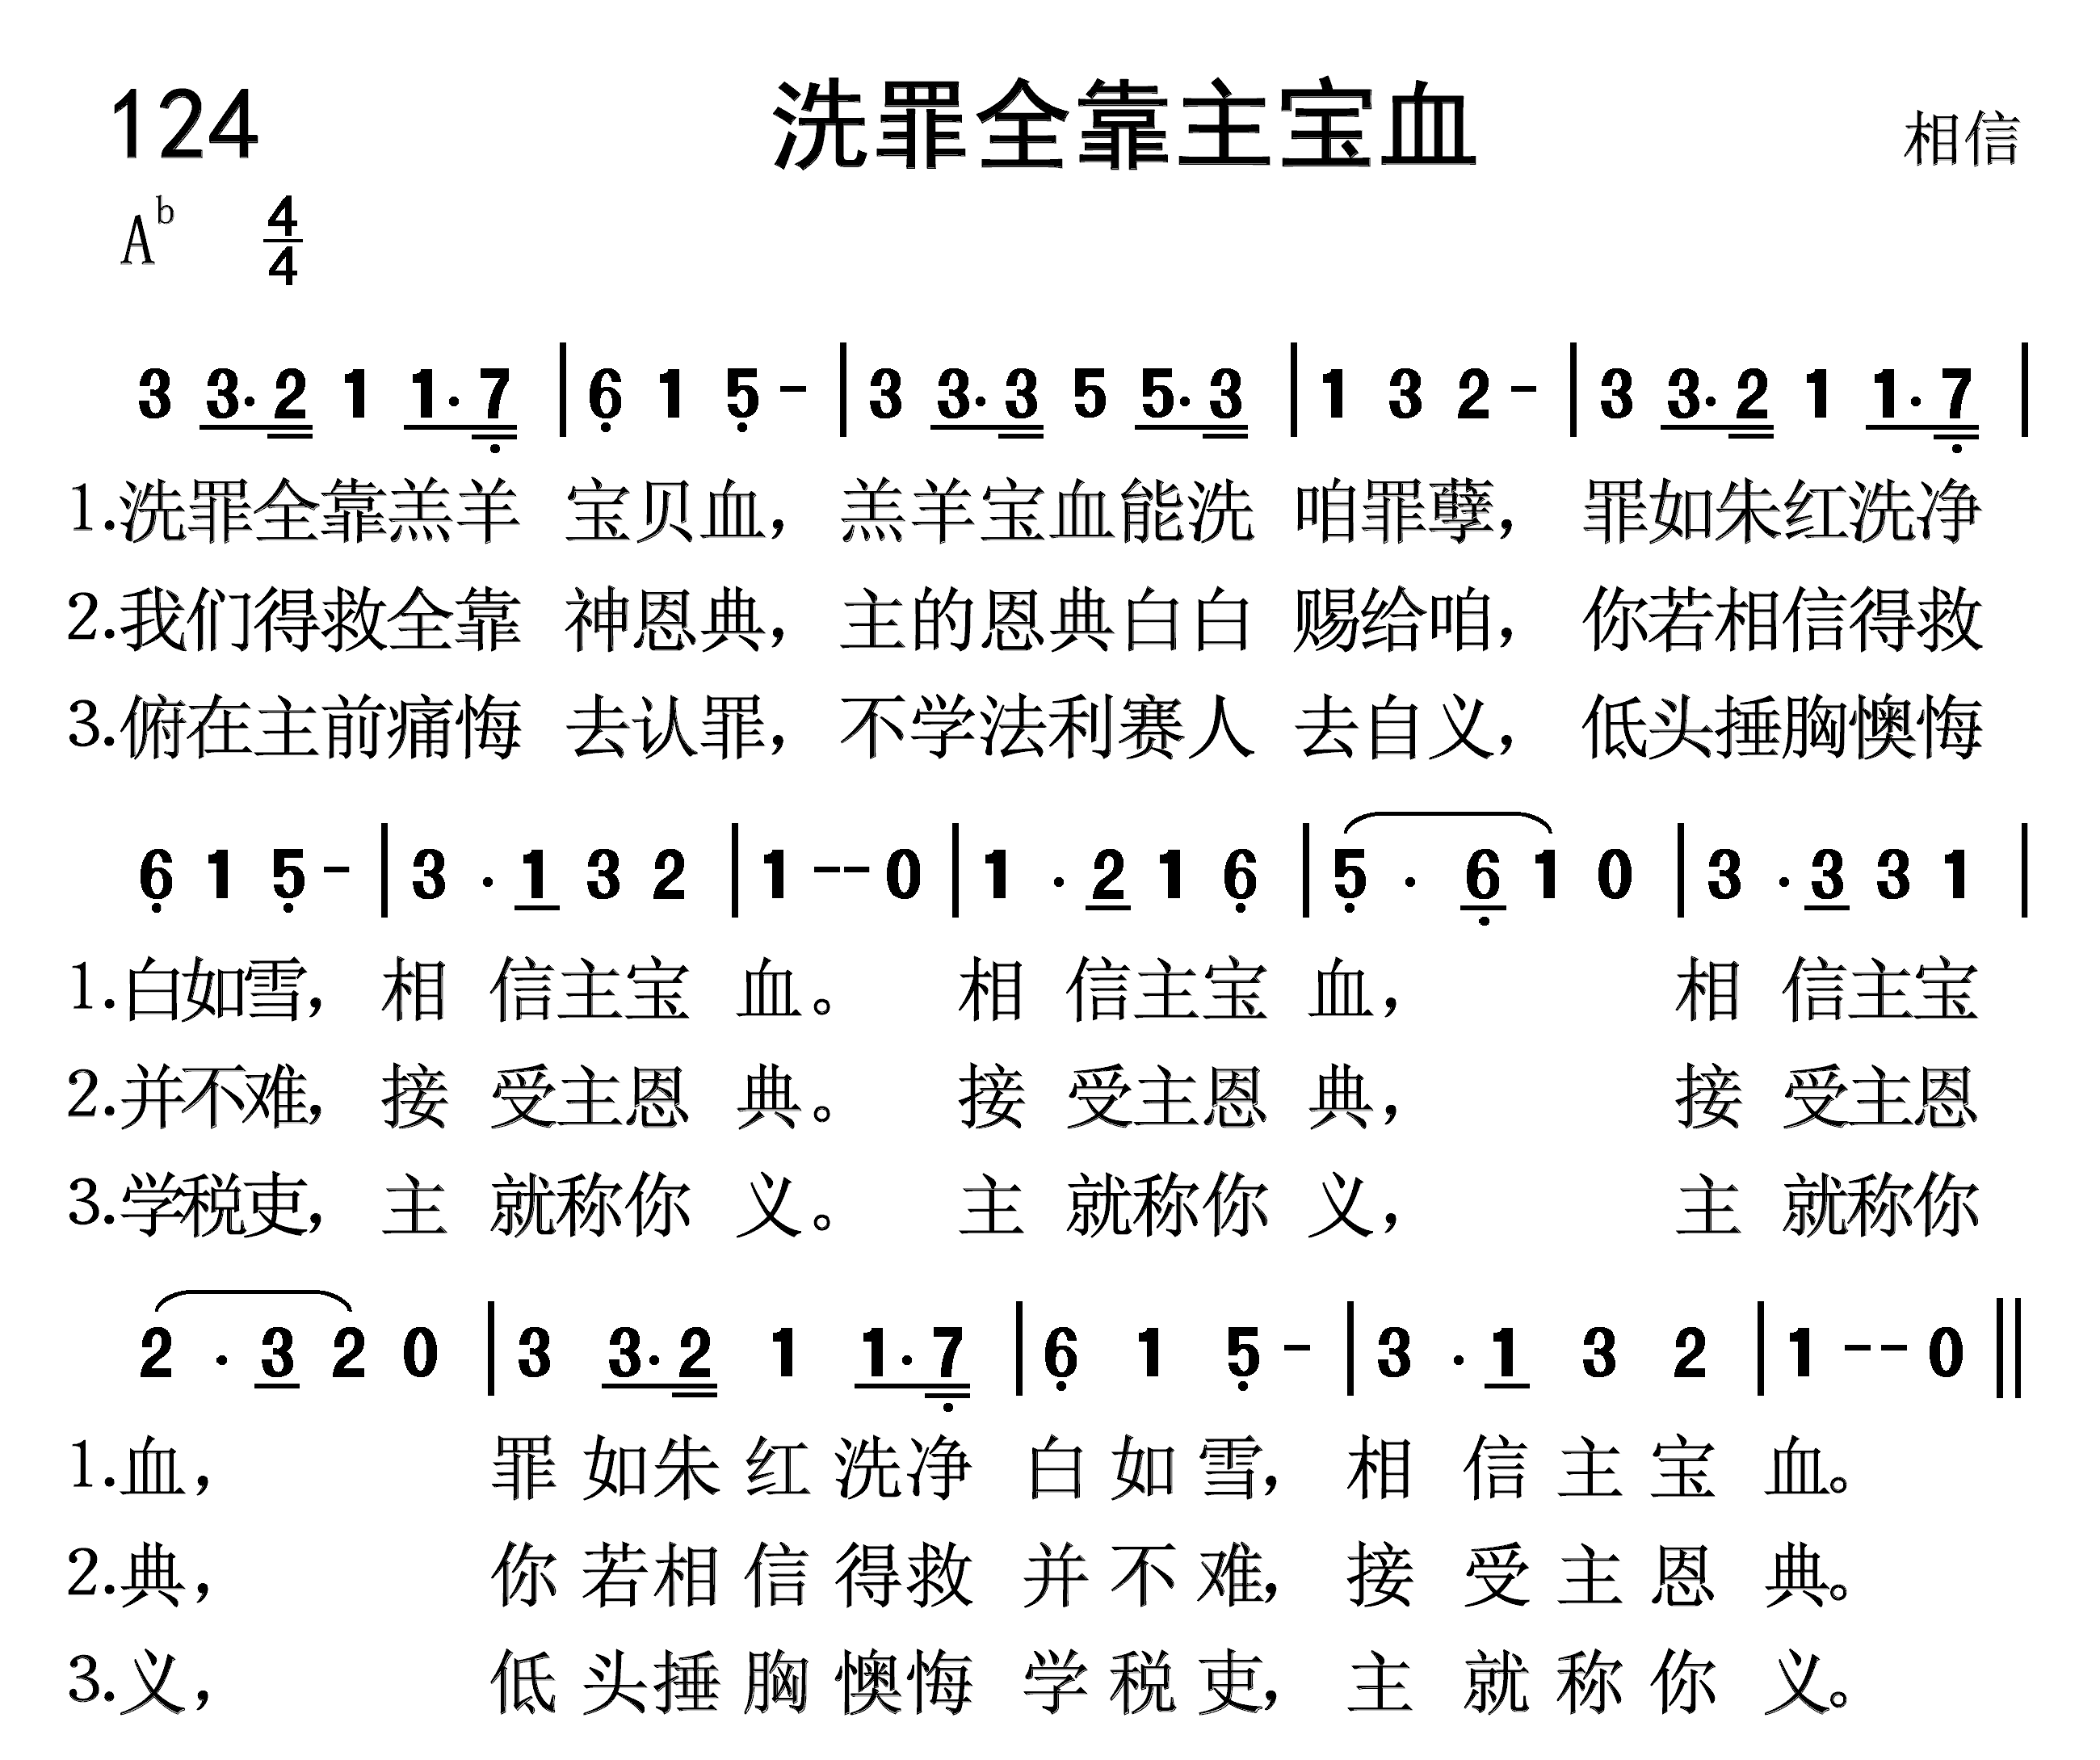 124 洗罪全靠主宝血 相信
A♭ 4/4
3 3·2 1 1·7̣ | 6̣ 1 5̣ - | 3 3·3 5 5·3 | 1 3 2 - | 3 3·2 1 1·7̣ |
1.洗罪全靠羔羊 宝贝血， 羔羊宝血能洗 咱罪孽， 罪如朱红洗净
2.我们得救全靠 神恩典， 主的恩典白白 赐给咱， 你若相信得救
3.俯在主前痛悔 去认罪， 不学法利赛人 去自义， 低头捶胸懊悔
6̣ 1 5̣ - | 3 · 1 3 2 | 1 - - 0 | 1 · 2 1 6̣ | 5̣ · 6̣ 1 0 | 3 · 3 3 1 |
1.白如雪， 相 信主宝 血。 相 信主宝 血， 相 信主宝
2.并不难， 接 受主恩 典。 接 受主恩 典， 接 受主恩
3.学税吏， 主 就称你 义。 主 就称你 义， 主 就称你
2 · 3 2 0 | 3 3·2 1 1·7̣ | 6̣ 1 5̣ - | 3 · 1 3 2 | 1 - - 0 ‖
1.血， 罪 如朱 红 洗净 白 如 雪， 相 信 主 宝 血。
2.典， 你 若相 信 得救 并 不 难， 接 受 主 恩 典。
3.义， 低 头捶 胸 懊悔 学 税 吏， 主 就 称 你 义。